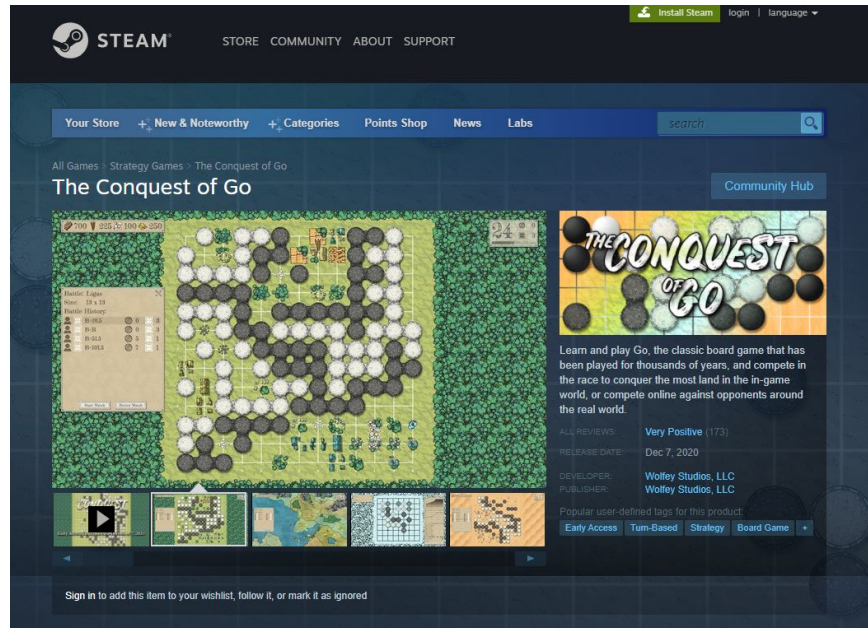 Install Steam login | language
STEAM®
STORE COMMUNITY ABOUT SUPPORT
Your Store New & Noteworthy Categories Points Shop News Labs
search
All Games > Strategy Games > The Conquest of Go
The Conquest of Go
Community Hub
700 225 100 250
24
Battle: Ligas
Size: 13 x 13
Battle History:
THE CONQUEST
OF GO
Learn and play Go, the classic board game that has
been played for thousands of years, and compete in
the race to conquer the most land in the in-game
world, or compete online against opponents around
the real world.
ALL REVIEWS: Very Positive (173)
RELEASE DATE: Dec 7, 2020
DEVELOPER: Wolfey Studios, LLC
PUBLISHER: Wolfey Studios, LLC
Popular user-defined tags for this product:
Early Access Turn-Based Strategy Board Game +
Sign in to add this item to your wishlist, follow it, or mark it as ignored